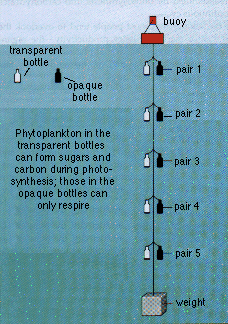 buoy
transparent
bottle
opaque
bottle
pair 1
pair 2
Phytoplankton in the
transparent bottles
can form sugars and
carbon during photo-
synthesis; those in the
opaque bottles can
only respire
pair 3
pair 4
pair 5
weight